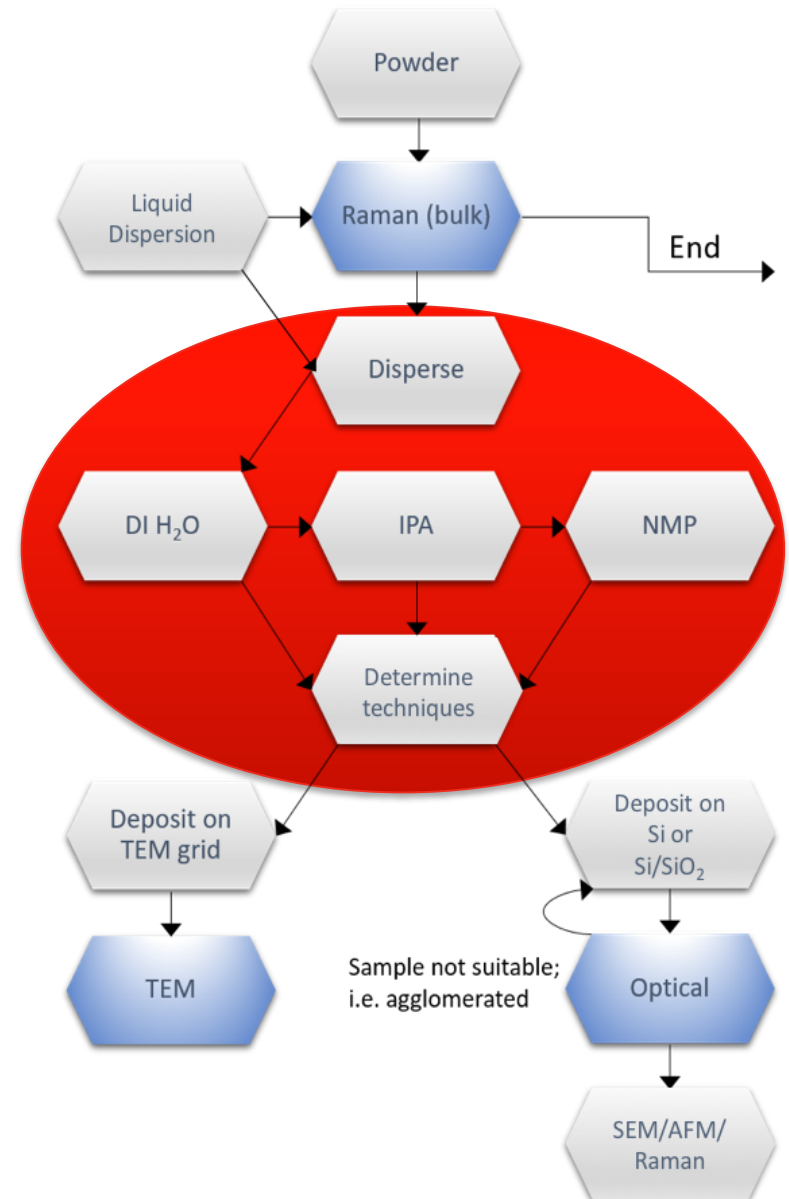 Powder
Liquid
Dispersion
Raman (bulk)
End
Disperse
DI H₂O
IPA
NMP
Determine
techniques
Deposit on
TEM grid
Deposit on
Si or
Si/SiO₂
TEM
Sample not suitable;
i.e. agglomerated
Optical
SEM/AFM/
Raman